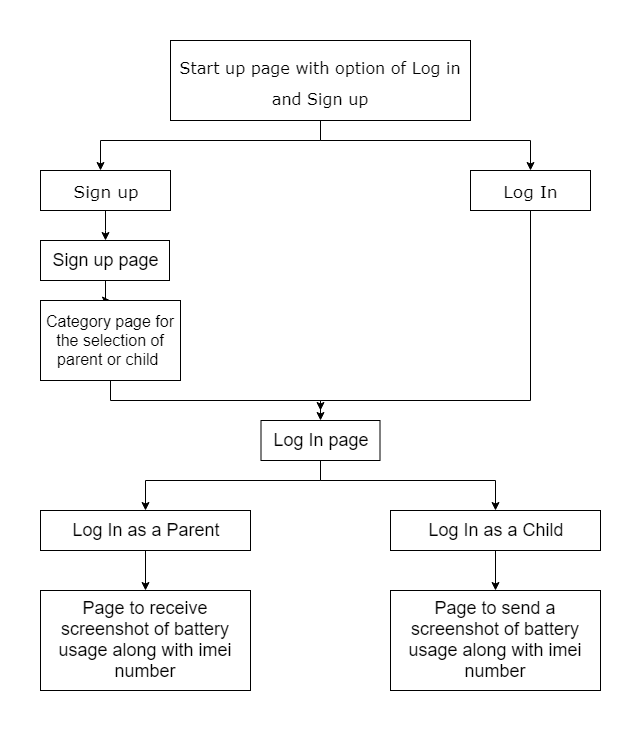 Start up page with option of Log in
and Sign up
Sign up
Log In
Sign up page
Category page for
the selection of
parent or child
Log In page
Log In as a Parent
Log In as a Child
Page to receive
screenshot of battery
usage along with imei
number
Page to send a
screenshot of battery
usage along with imei
number